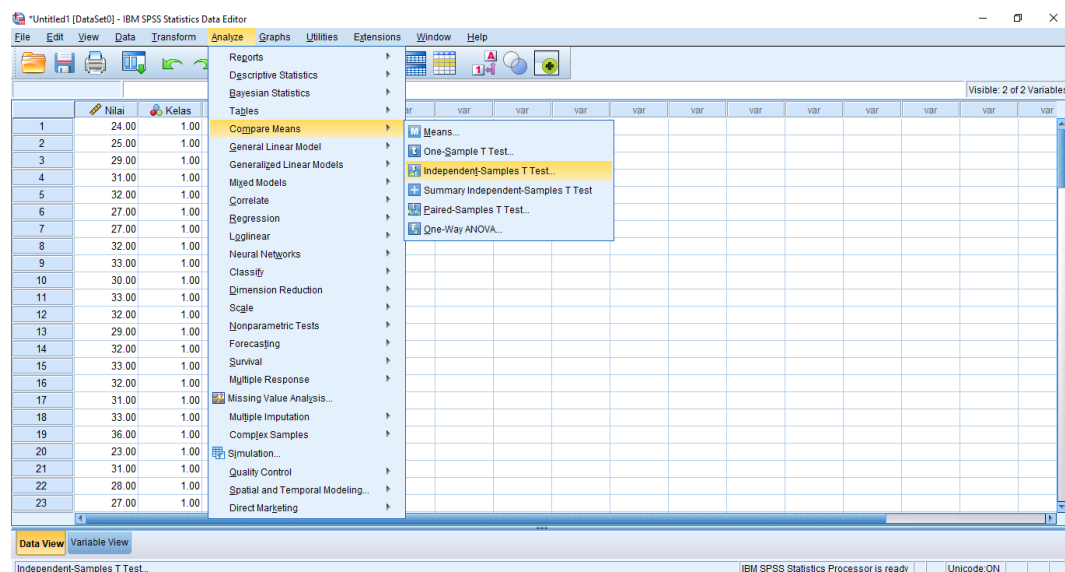 *Untitled1 [DataSet0] - IBM SPSS Statistics Data Editor
File Edit View Data Transform Analyze Graphs Utilities Extensions Window Help
Visible: 2 of 2 Variables
Nilai Kelas var var var var var var var var var var var
Reports
Descriptive Statistics
Bayesian Statistics
Tables
Compare Means
General Linear Model
Generalized Linear Models
Mixed Models
Correlate
Regression
Loglinear
Neural Networks
Classify
Dimension Reduction
Scale
Nonparametric Tests
Forecasting
Survival
Multiple Response
Missing Value Analysis...
Multiple Imputation
Complex Samples
Simulation...
Quality Control
Spatial and Temporal Modeling...
Direct Marketing
Means...
One-Sample T Test...
Independent-Samples T Test...
Summary Independent-Samples T Test
Paired-Samples T Test...
One-Way ANOVA...
1 24.00 1.00
2 25.00 1.00
3 29.00 1.00
4 31.00 1.00
5 32.00 1.00
6 27.00 1.00
7 27.00 1.00
8 32.00 1.00
9 33.00 1.00
10 30.00 1.00
11 33.00 1.00
12 32.00 1.00
13 29.00 1.00
14 32.00 1.00
15 33.00 1.00
16 32.00 1.00
17 31.00 1.00
18 33.00 1.00
19 36.00 1.00
20 23.00 1.00
21 31.00 1.00
22 28.00 1.00
23 27.00 1.00
Data View Variable View
Independent-Samples T Test... IBM SPSS Statistics Processor is ready Unicode:ON